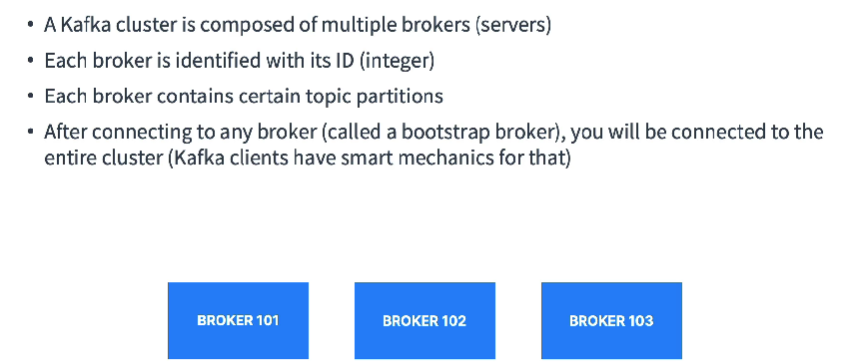 • A Kafka cluster is composed of multiple brokers (servers)
• Each broker is identified with its ID (integer)
• Each broker contains certain topic partitions
• After connecting to any broker (called a bootstrap broker), you will be connected to the
entire cluster (Kafka clients have smart mechanics for that)
BROKER 101 BROKER 102 BROKER 103